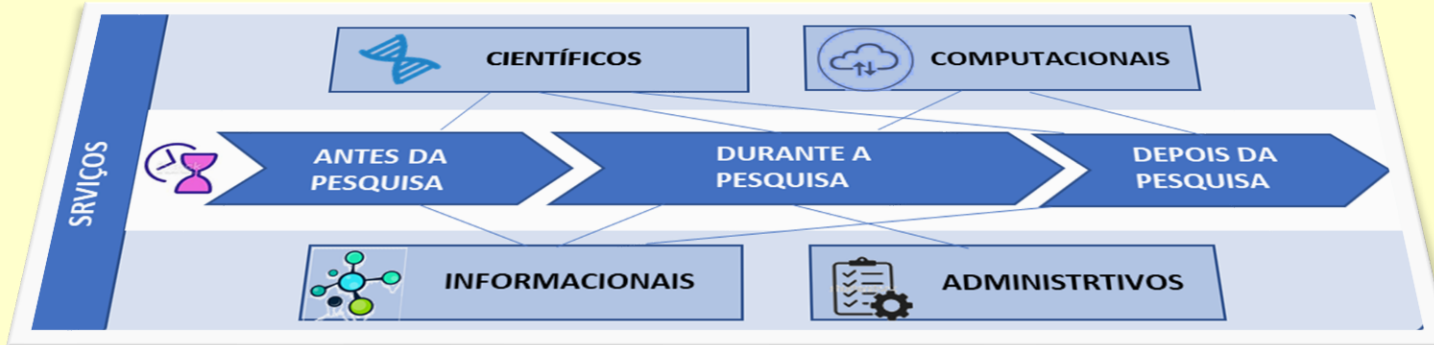 SRVIÇOS
CIENTÍFICOS
COMPUTACIONAIS
ANTES DA
PESQUISA
DURANTE A
PESQUISA
DEPOIS DA
PESQUISA
INFORMACIONAIS
ADMINISTRTIVOS